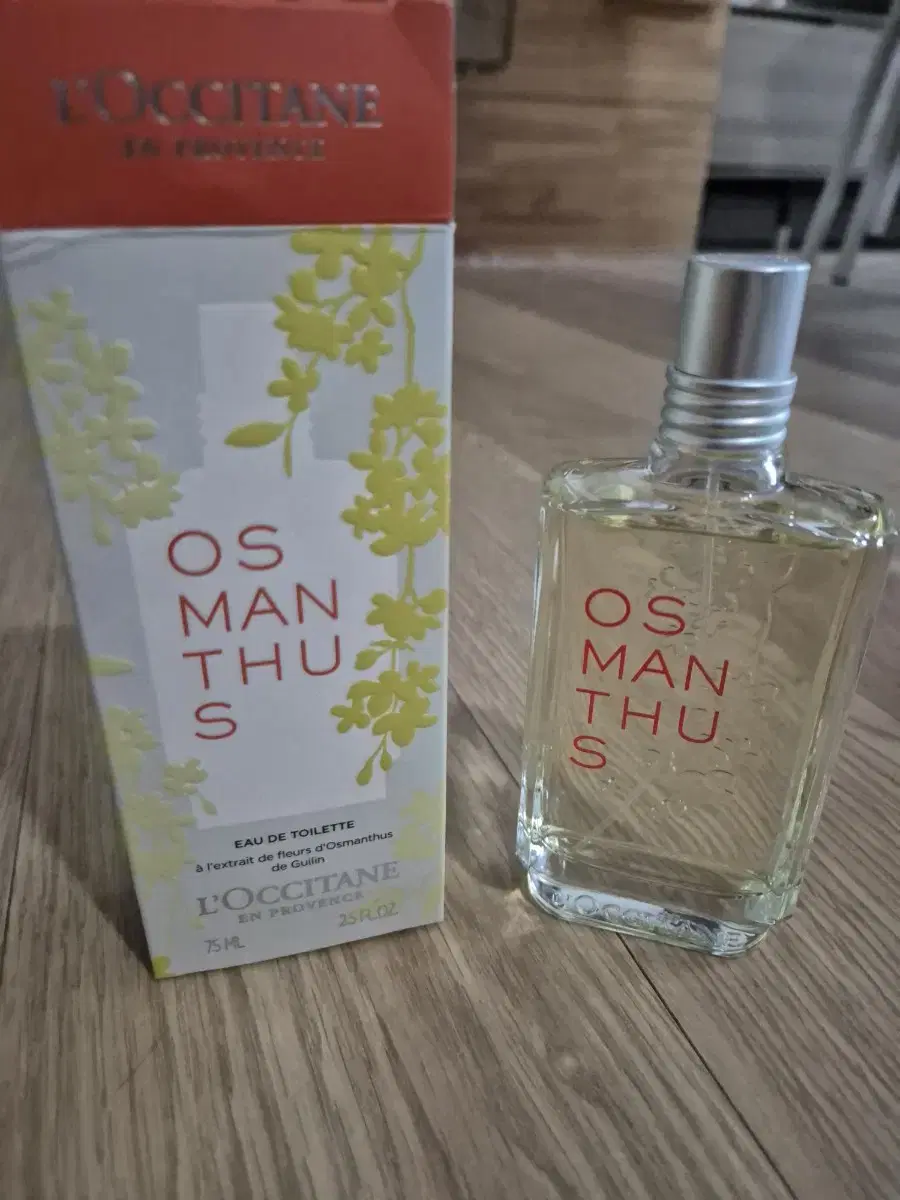 L'OCCITANE
EN PROVENCE
OS
MAN
THU
S
EAU DE TOILETTE
à l'extrait de fleurs d'Osmanthus
de Guilin
L'OCCITANE
EN PROVENCE
75 ML
2.5 FL.OZ
OS
MAN
THU
S
L'OCCITANE